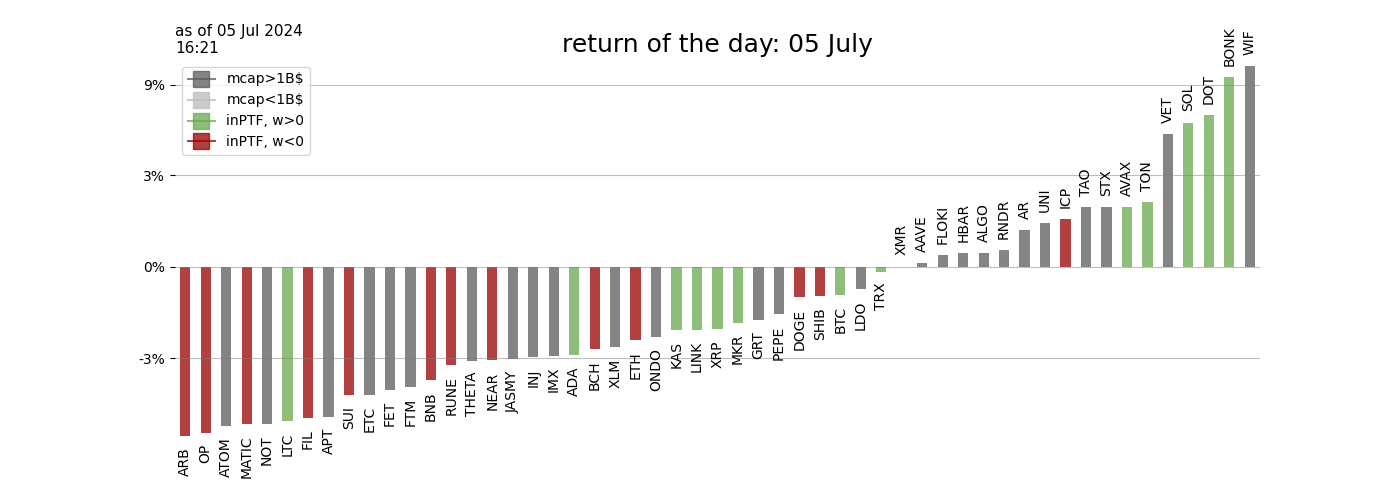 as of 05 Jul 2024
16:21
return of the day: 05 July
mcap>1B$
mcap<1B$
inPTF, w>0
inPTF, w<0
9%
3%
0%
-3%
ARB
OP
ATOM
MATIC
NOT
LTC
FIL
APT
SUI
ETC
FET
FTM
BNB
RUNE
THETA
NEAR
JASMY
INJ
IMX
ADA
BCH
XLM
ETH
ONDO
KAS
LINK
XRP
MKR
GRT
PEPE
DOGE
SHIB
BTC
LDO
TRX
XMR
AAVE
FLOKI
HBAR
ALGO
RNDR
AR
UNI
ICP
TAO
STX
AVAX
TON
VET
SOL
DOT
BONK
WIF